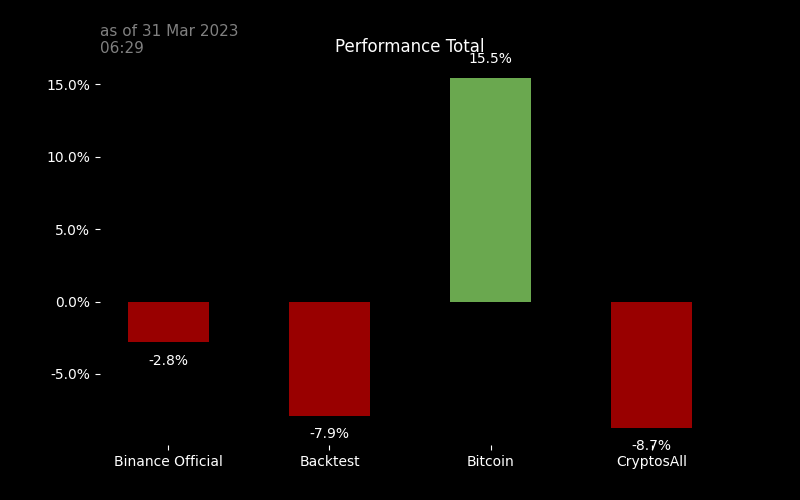 as of 31 Mar 2023
06:29
Performance Total
15.5%
15.0%
10.0%
5.0%
0.0%
-5.0%
-2.8%
-7.9%
-8.7%
Binance Official
Backtest
Bitcoin
CryptosAll